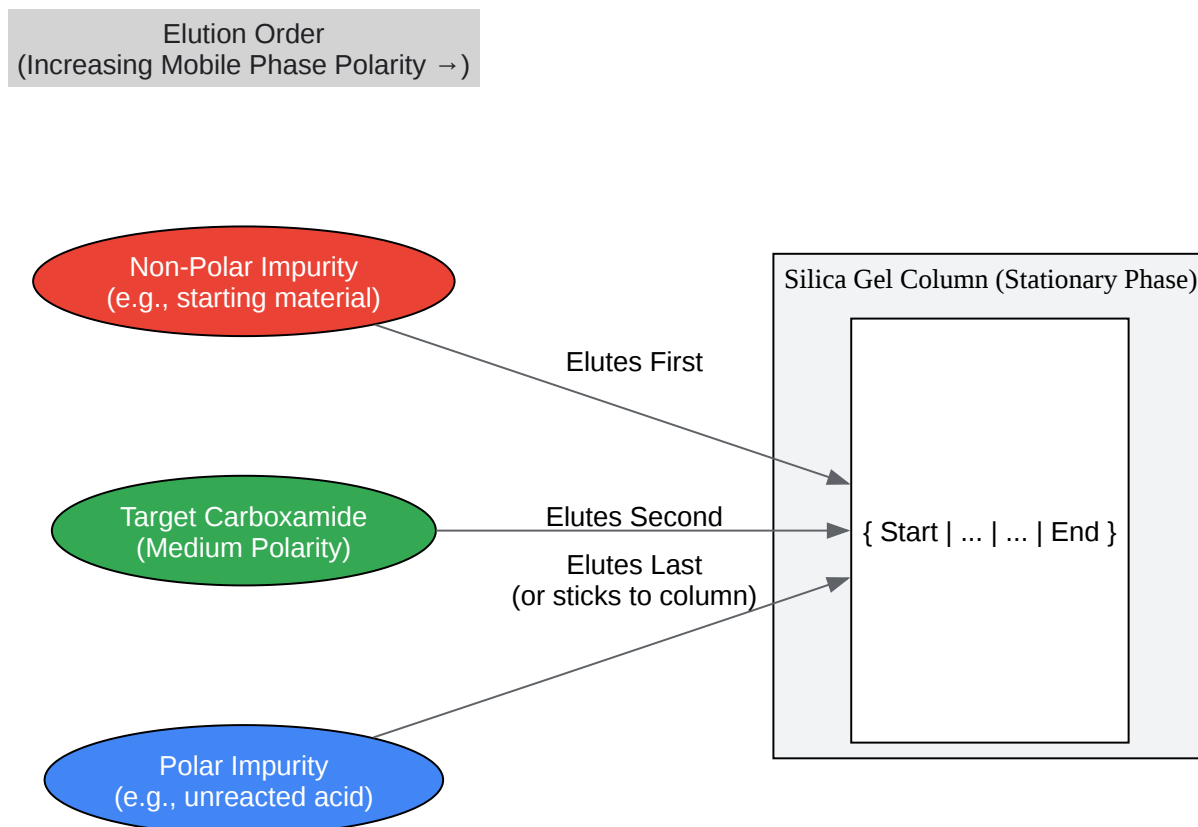 Elution Order
(Increasing Mobile Phase Polarity →)
Non-Polar Impurity
(e.g., starting material)
Silica Gel Column (Stationary Phase)
Elutes First
Target Carboxamide
(Medium Polarity)
Elutes Second
{ Start | ... | ... | End }
Elutes Last
(or sticks to column)
Polar Impurity
(e.g., unreacted acid)